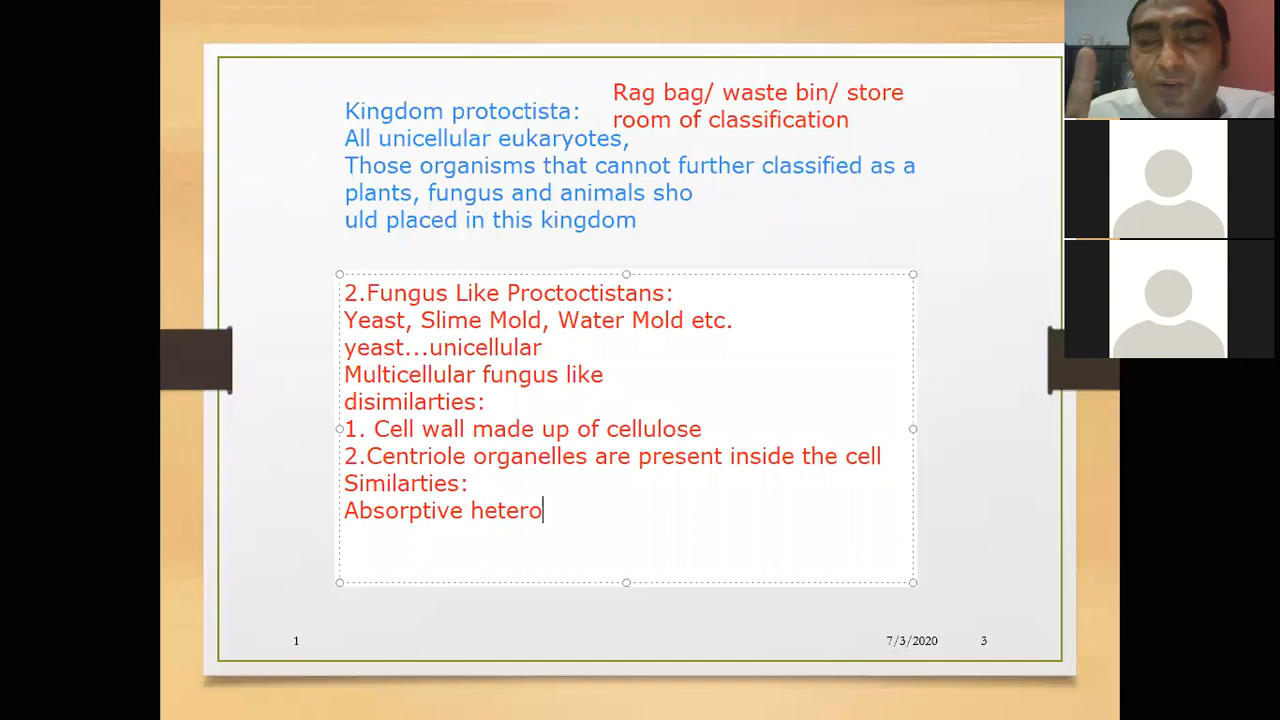 Rag bag/ waste bin/ store
room of classification
Kingdom protoctista:
All unicellular eukaryotes,
Those organisms that cannot further classified as a
plants, fungus and animals sho
uld placed in this kingdom
2.Fungus Like Proctoctistans:
Yeast, Slime Mold, Water Mold etc.
yeast...unicellular
Multicellular fungus like
disimilarties:
1. Cell wall made up of cellulose
2.Centriole organelles are present inside the cell
Similarties:
Absorptive hetero
1
7/3/2020
3